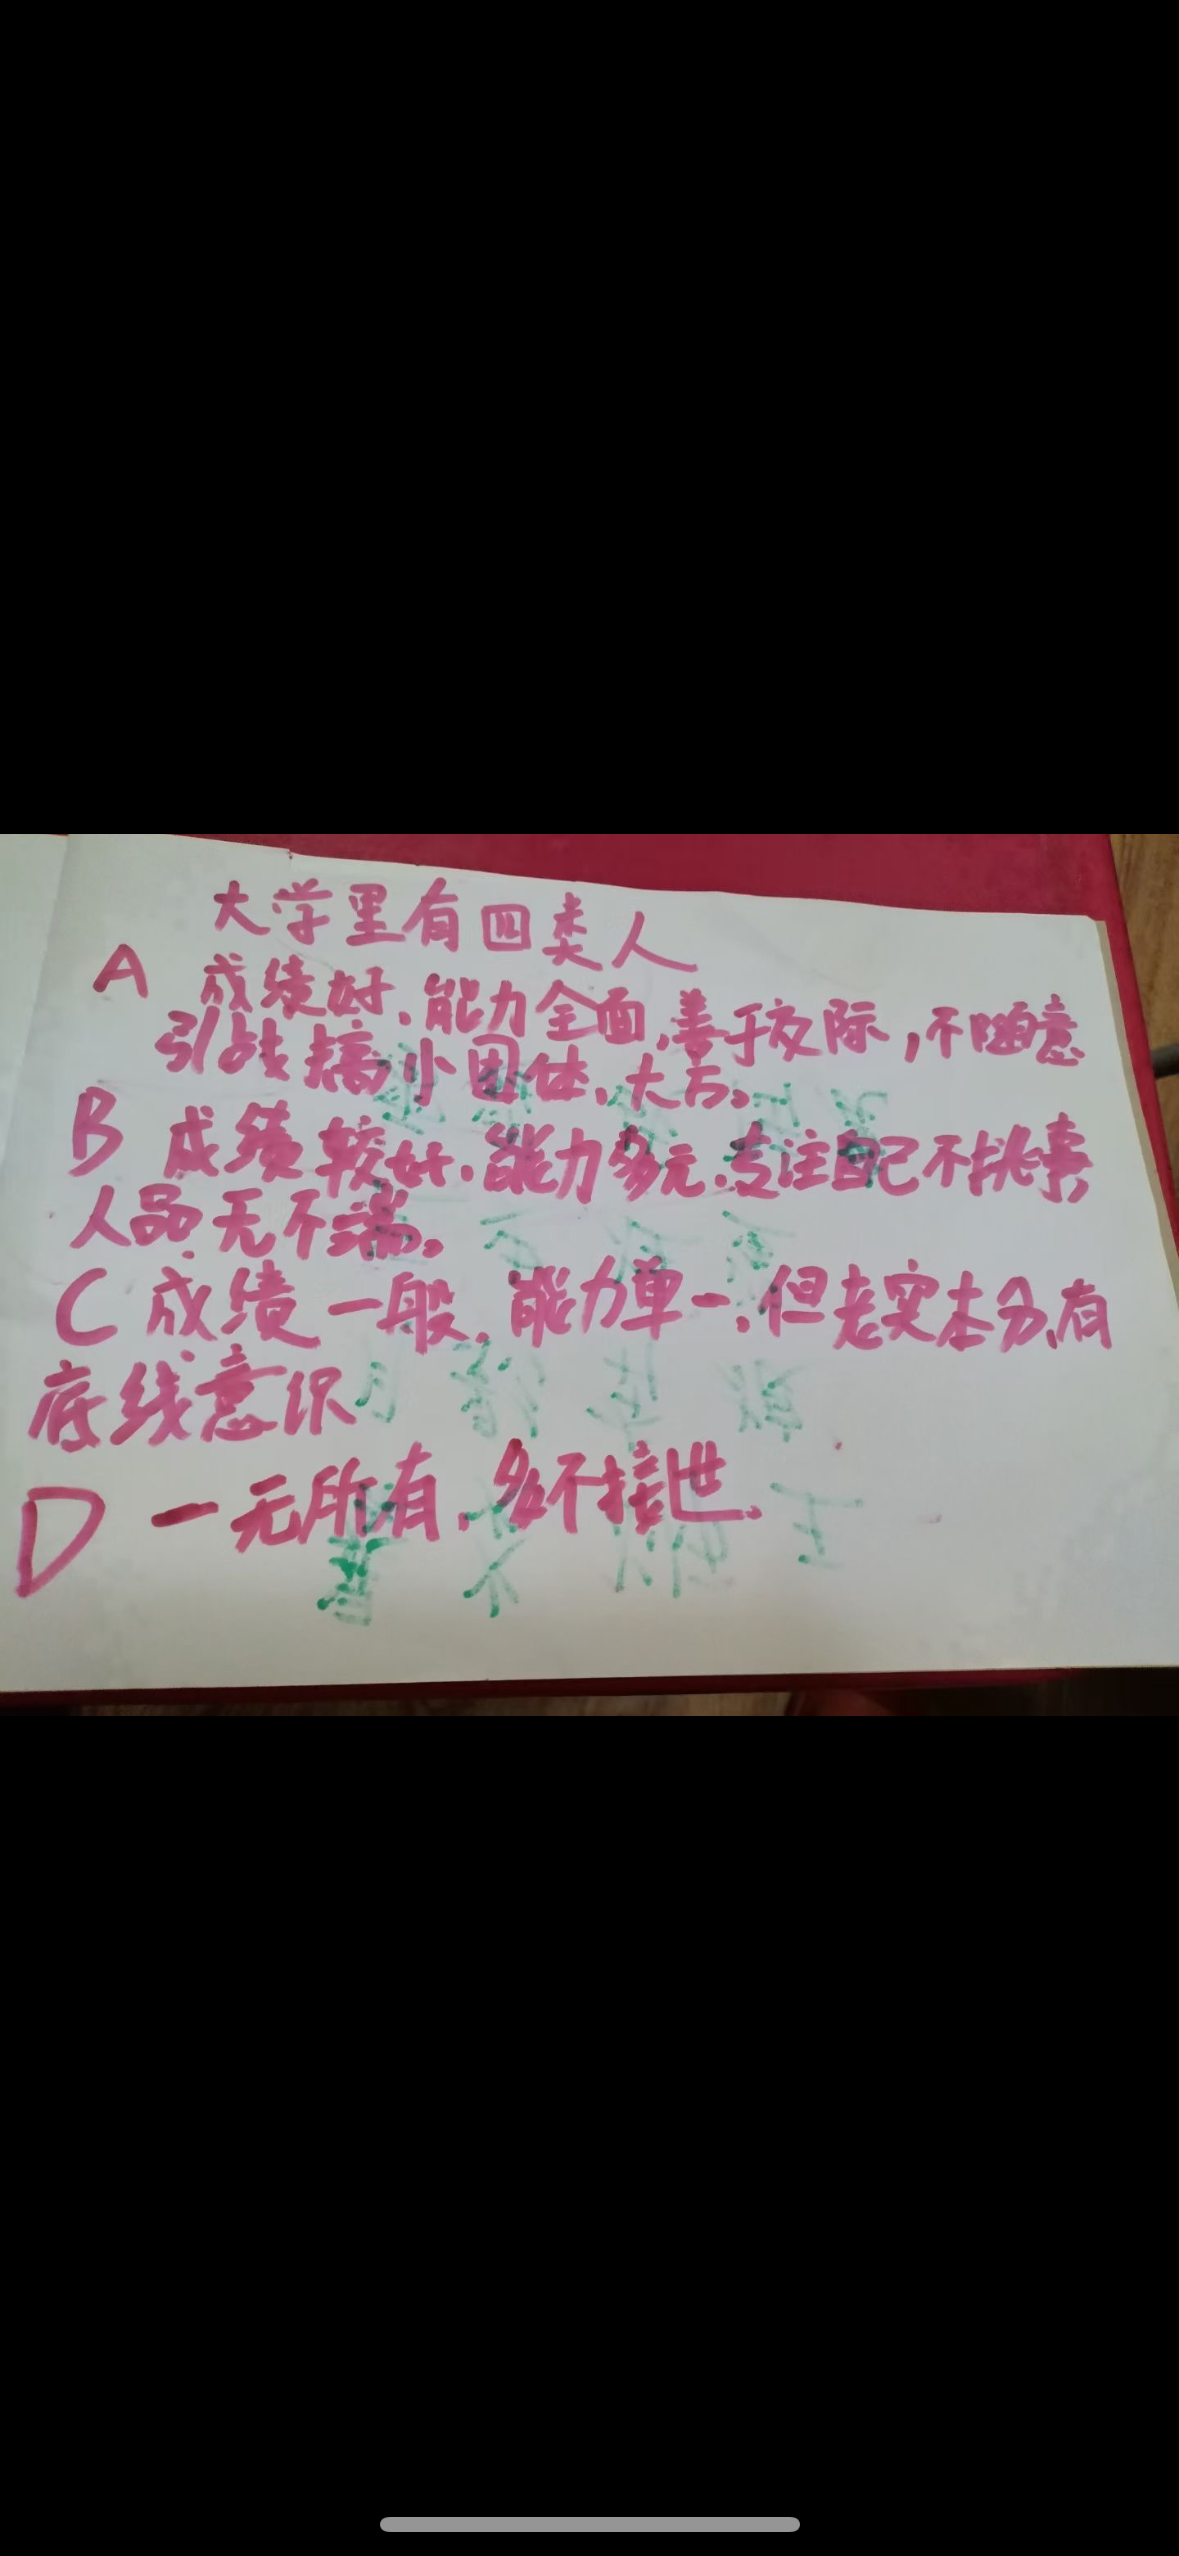 大学里有四类人
A 成绩好、能力全面、善于交际，不随意
引战搞小团体、大方。
B 成绩较好、能力多元、专注自己不挑事
人品无不端。
C 成绩一般、能力单一、但老实本分、有
底线意识
D 一无所有、多不接世.